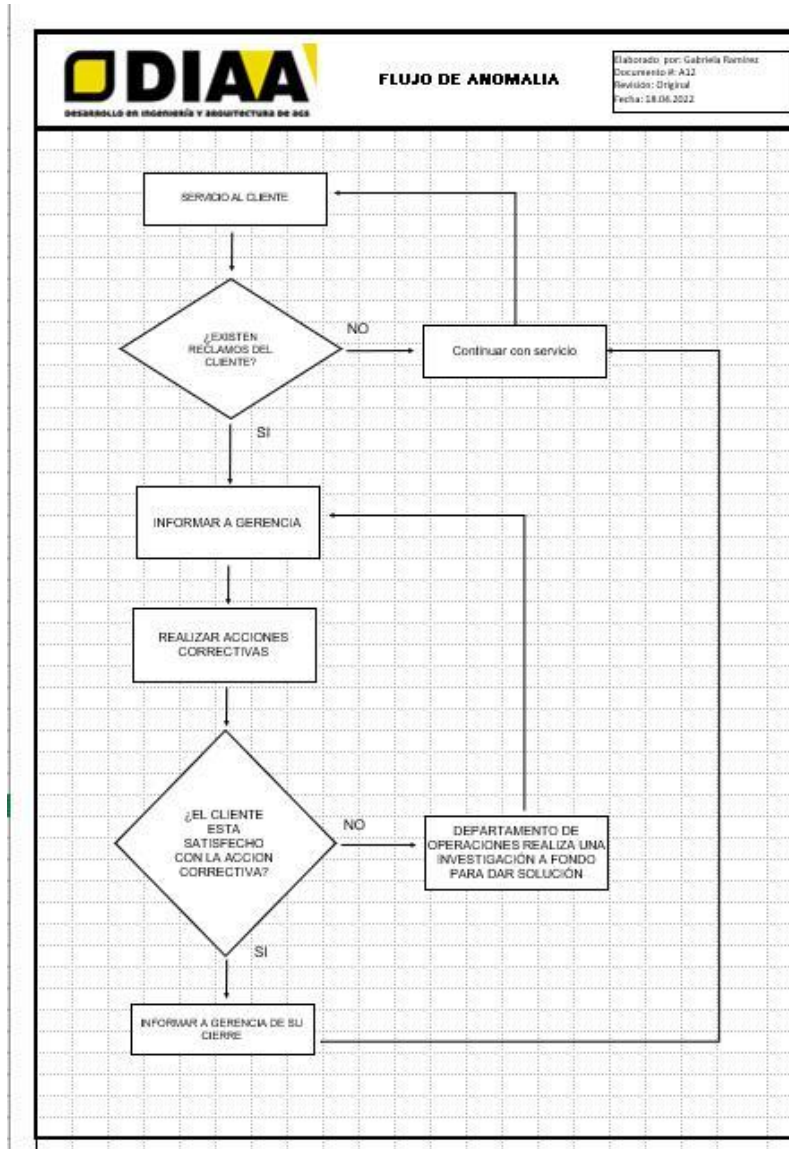 DIAA
DESARROLLO EN INGENIERÍA Y ARQUITECTURA DE AGS
FLUJO DE ANOMALIA
Elaborado por: Gabriela Ramírez
Documento #: A12
Revisión: Original
Fecha: 18.04.2022
SERVICIO AL CLIENTE
¿EXISTEN
RECLAMOS DEL
CLIENTE?
NO
Continuar con servicio
SI
INFORMAR A GERENCIA
REALIZAR ACCIONES
CORRECTIVAS
¿EL CLIENTE
ESTA
SATISFECHO
CON LA ACCION
CORRECTIVA?
NO
DEPARTAMENTO DE
OPERACIONES REALIZA UNA
INVESTIGACIÓN A FONDO
PARA DAR SOLUCIÓN
SI
INFORMAR A GERENCIA DE SU
CIERRE